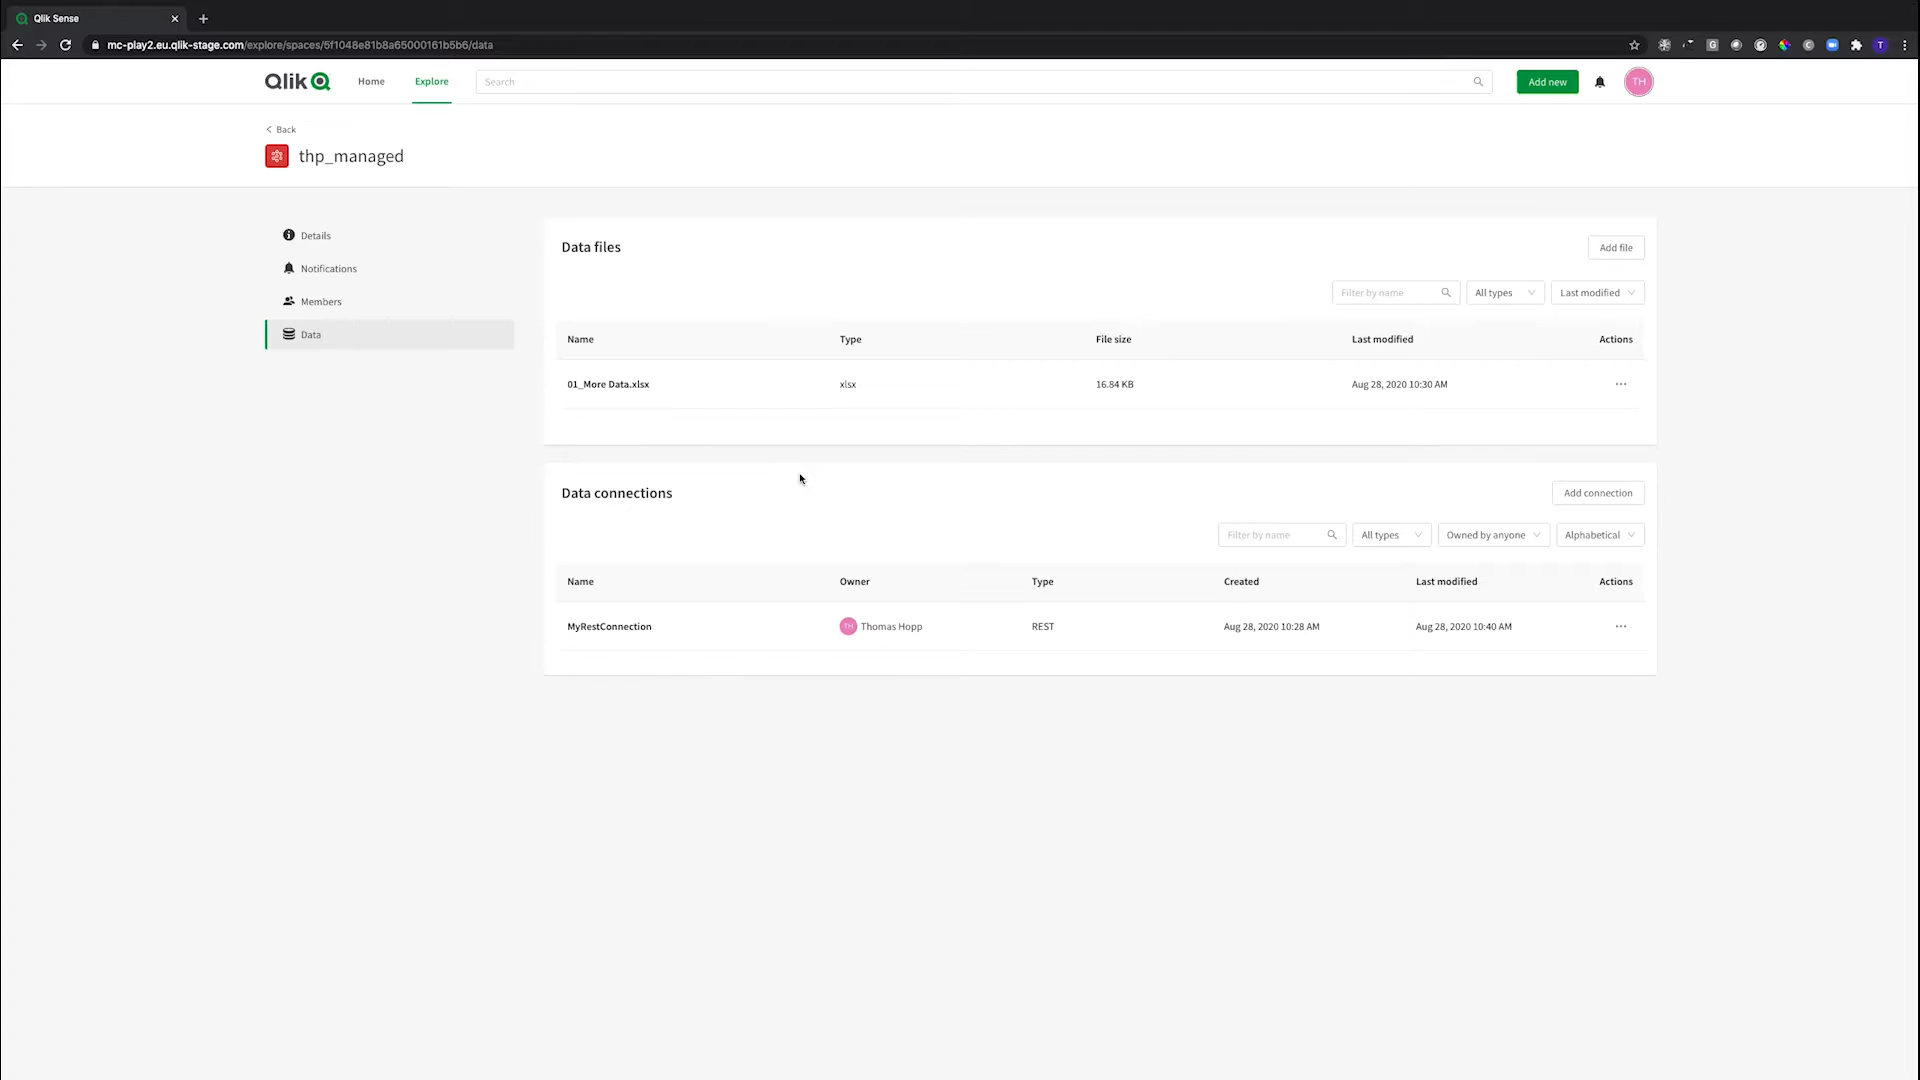 Qlik Sense
mc-play2.eu.qlik-stage.com/explore/spaces/5f1048e81b8a65000161b5b6/data
Qlik
Home
Explore
Search
Add new
TH
Back
thp_managed
Details
Notifications
Members
Data
Data files
Add file
Filter by name
All types
Last modified
Name Type File size Last modified Actions
01_More Data.xlsx xlsx 16.84 KB Aug 28, 2020 10:30 AM
Data connections
Add connection
Filter by name
All types
Owned by anyone
Alphabetical
Name Owner Type Created Last modified Actions
MyRestConnection TH Thomas Hopp REST Aug 28, 2020 10:28 AM Aug 28, 2020 10:40 AM